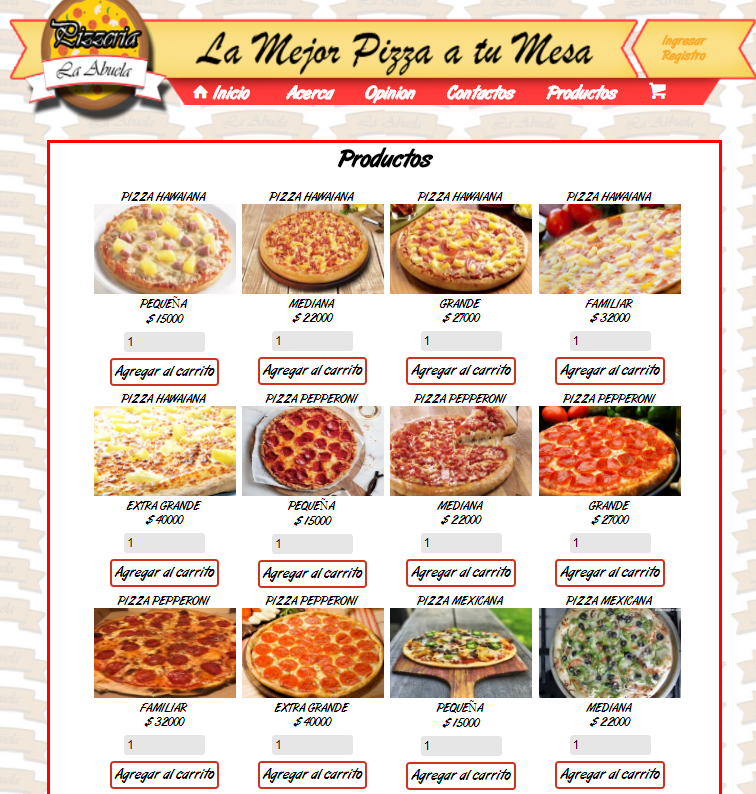 Pizzeria
La Abuela
La Mejor Pizza a tu Mesa
Ingresar
Registro
Inicio Acerca Opinion Contactos Productos
Productos
PIZZA HAWAIANA PIZZA HAWAIANA PIZZA HAWAIANA PIZZA HAWAIANA
PEQUEÑA MEDIANA GRANDE FAMILIAR
$ 15000 $ 22000 $ 27000 $ 32000
1 1 1 1
Agregar al carrito Agregar al carrito Agregar al carrito Agregar al carrito
PIZZA HAWAIANA PIZZA PEPPERONI PIZZA PEPPERONI PIZZA PEPPERONI
EXTRA GRANDE PEQUEÑA MEDIANA GRANDE
$ 40000 $ 15000 $ 22000 $ 27000
1 1 1 1
Agregar al carrito Agregar al carrito Agregar al carrito Agregar al carrito
PIZZA PEPPERONI PIZZA PEPPERONI PIZZA MEXICANA PIZZA MEXICANA
FAMILIAR EXTRA GRANDE PEQUEÑA MEDIANA
$ 32000 $ 40000 $ 15000 $ 22000
1 1 1 1
Agregar al carrito Agregar al carrito Agregar al carrito Agregar al carrito